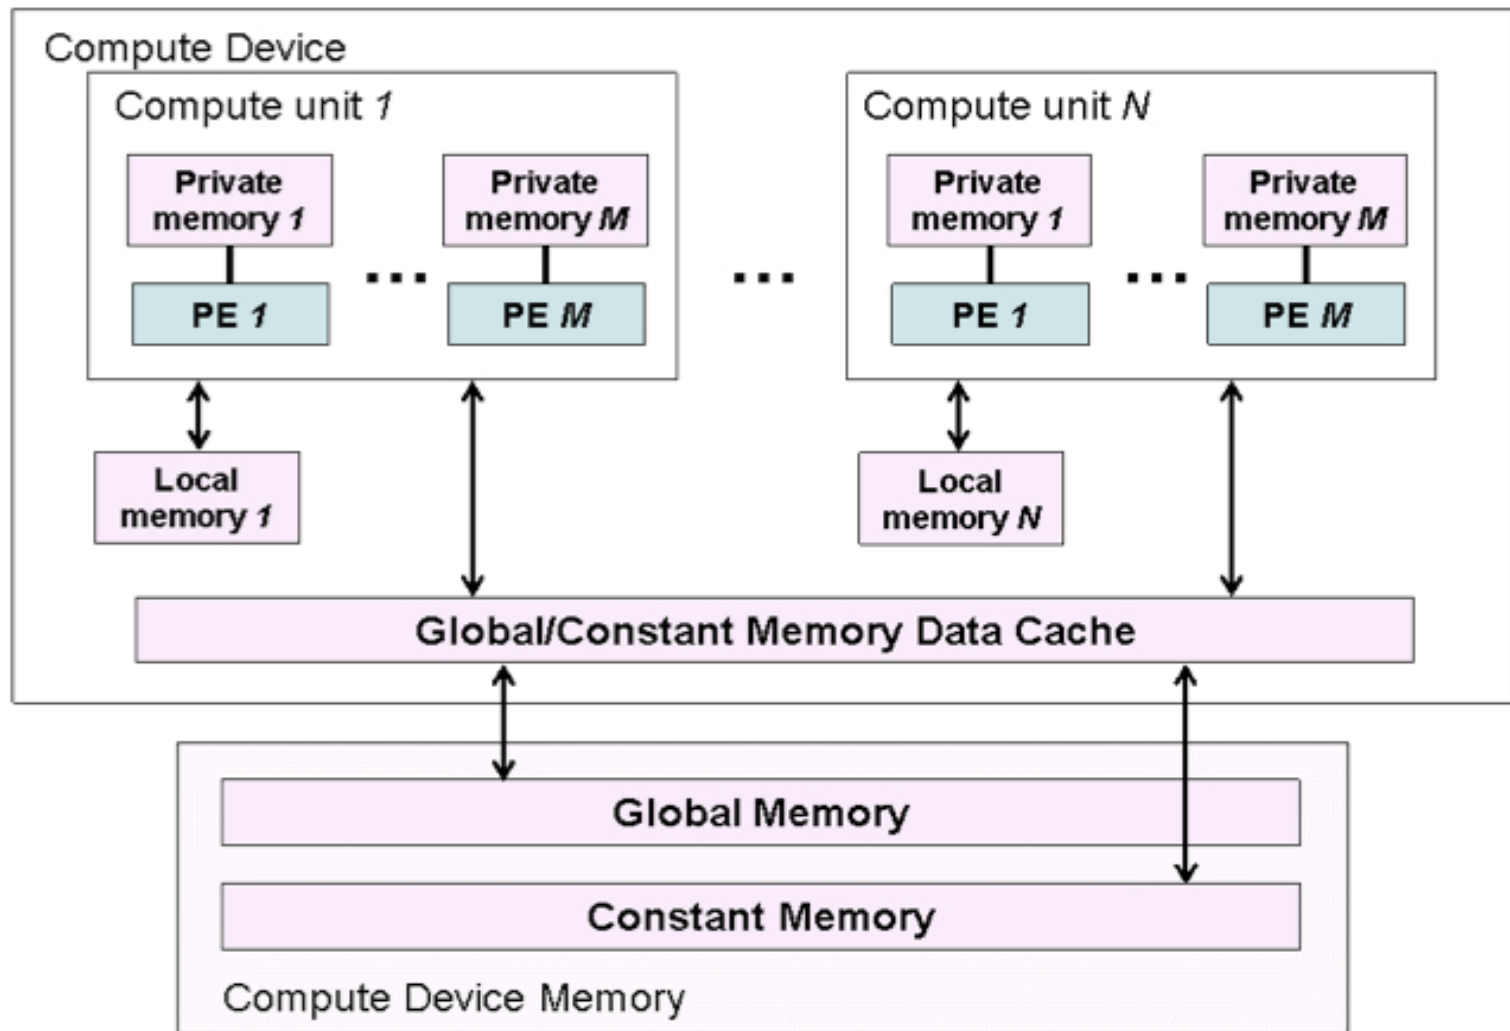 Compute Device
Compute unit 1
Private
memory 1
Private
memory M
PE 1
...
PE M
...
Compute unit N
Private
memory 1
Private
memory M
PE 1
...
PE M
Local
memory 1
Local
memory N
Global/Constant Memory Data Cache
Global Memory
Constant Memory
Compute Device Memory